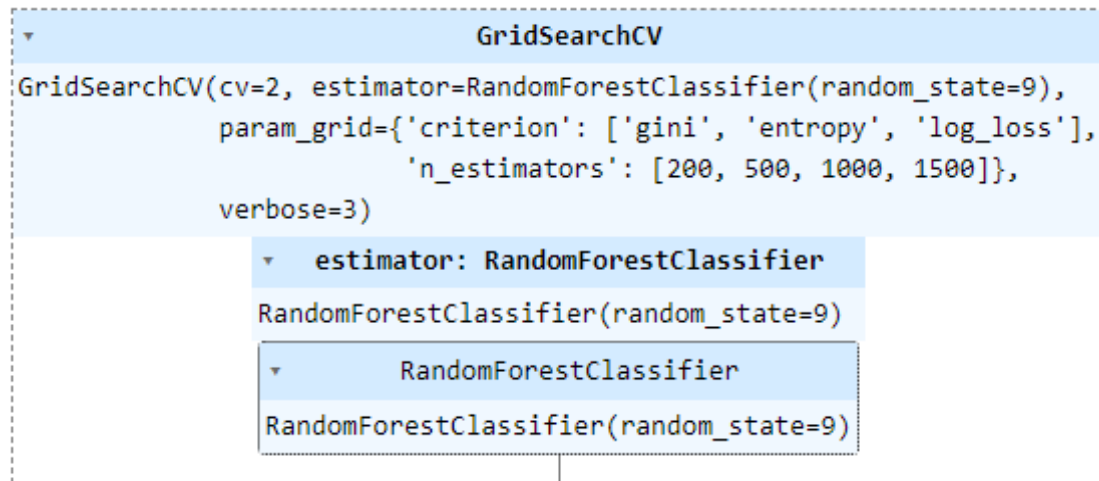 GridSearchCV
GridSearchCV(cv=2, estimator=RandomForestClassifier(random_state=9),
param_grid={'criterion': ['gini', 'entropy', 'log_loss'],
'n_estimators': [200, 500, 1000, 1500]},
verbose=3)
estimator: RandomForestClassifier
RandomForestClassifier(random_state=9)
RandomForestClassifier
RandomForestClassifier(random_state=9)